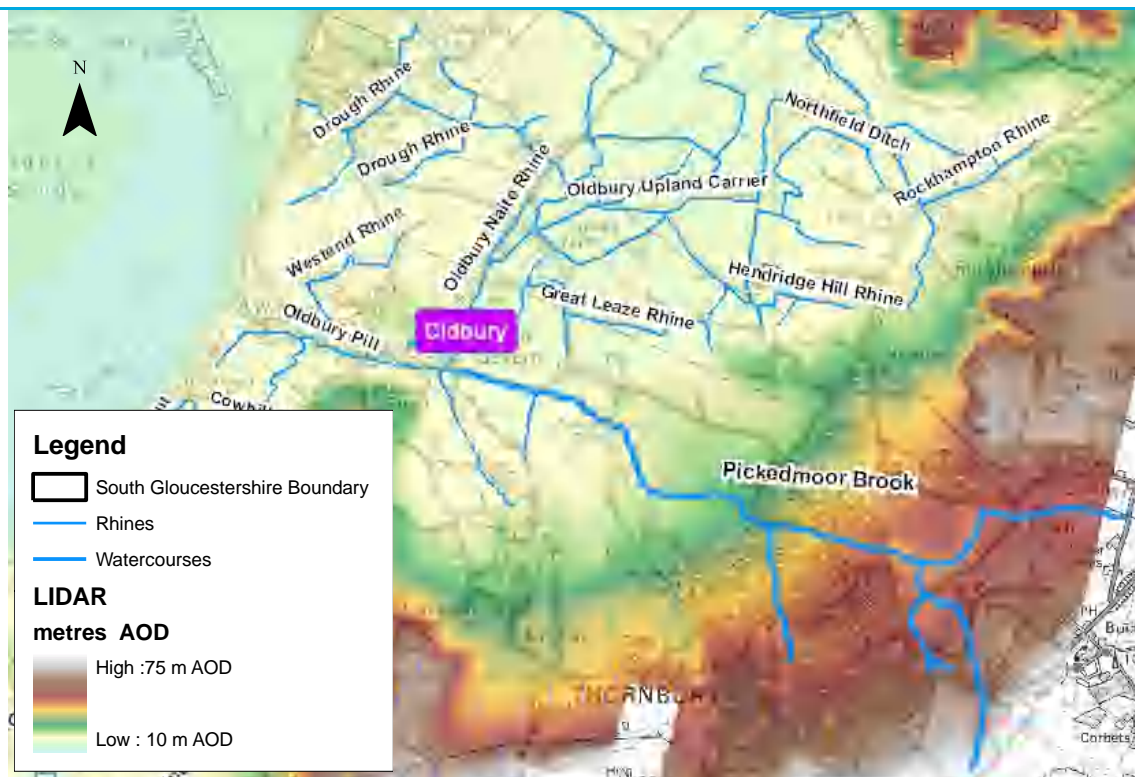 N
Drough Rhine
Drough Rhine
Northfield Ditch
Rockhampton Rhine
Oldbury Naite Rhine
Oldbury Upland Carrier
Westend Rhine
Hendridge Hill Rhine
Great Leaze Rhine
Oldbury
Oldbury Pill
Pickedmoor Brook
THORNBURY
PH
Corbets
Legend
South Gloucestershire Boundary
Rhines
Watercourses
LIDAR
metres AOD
High :75 m AOD
Low : 10 m AOD